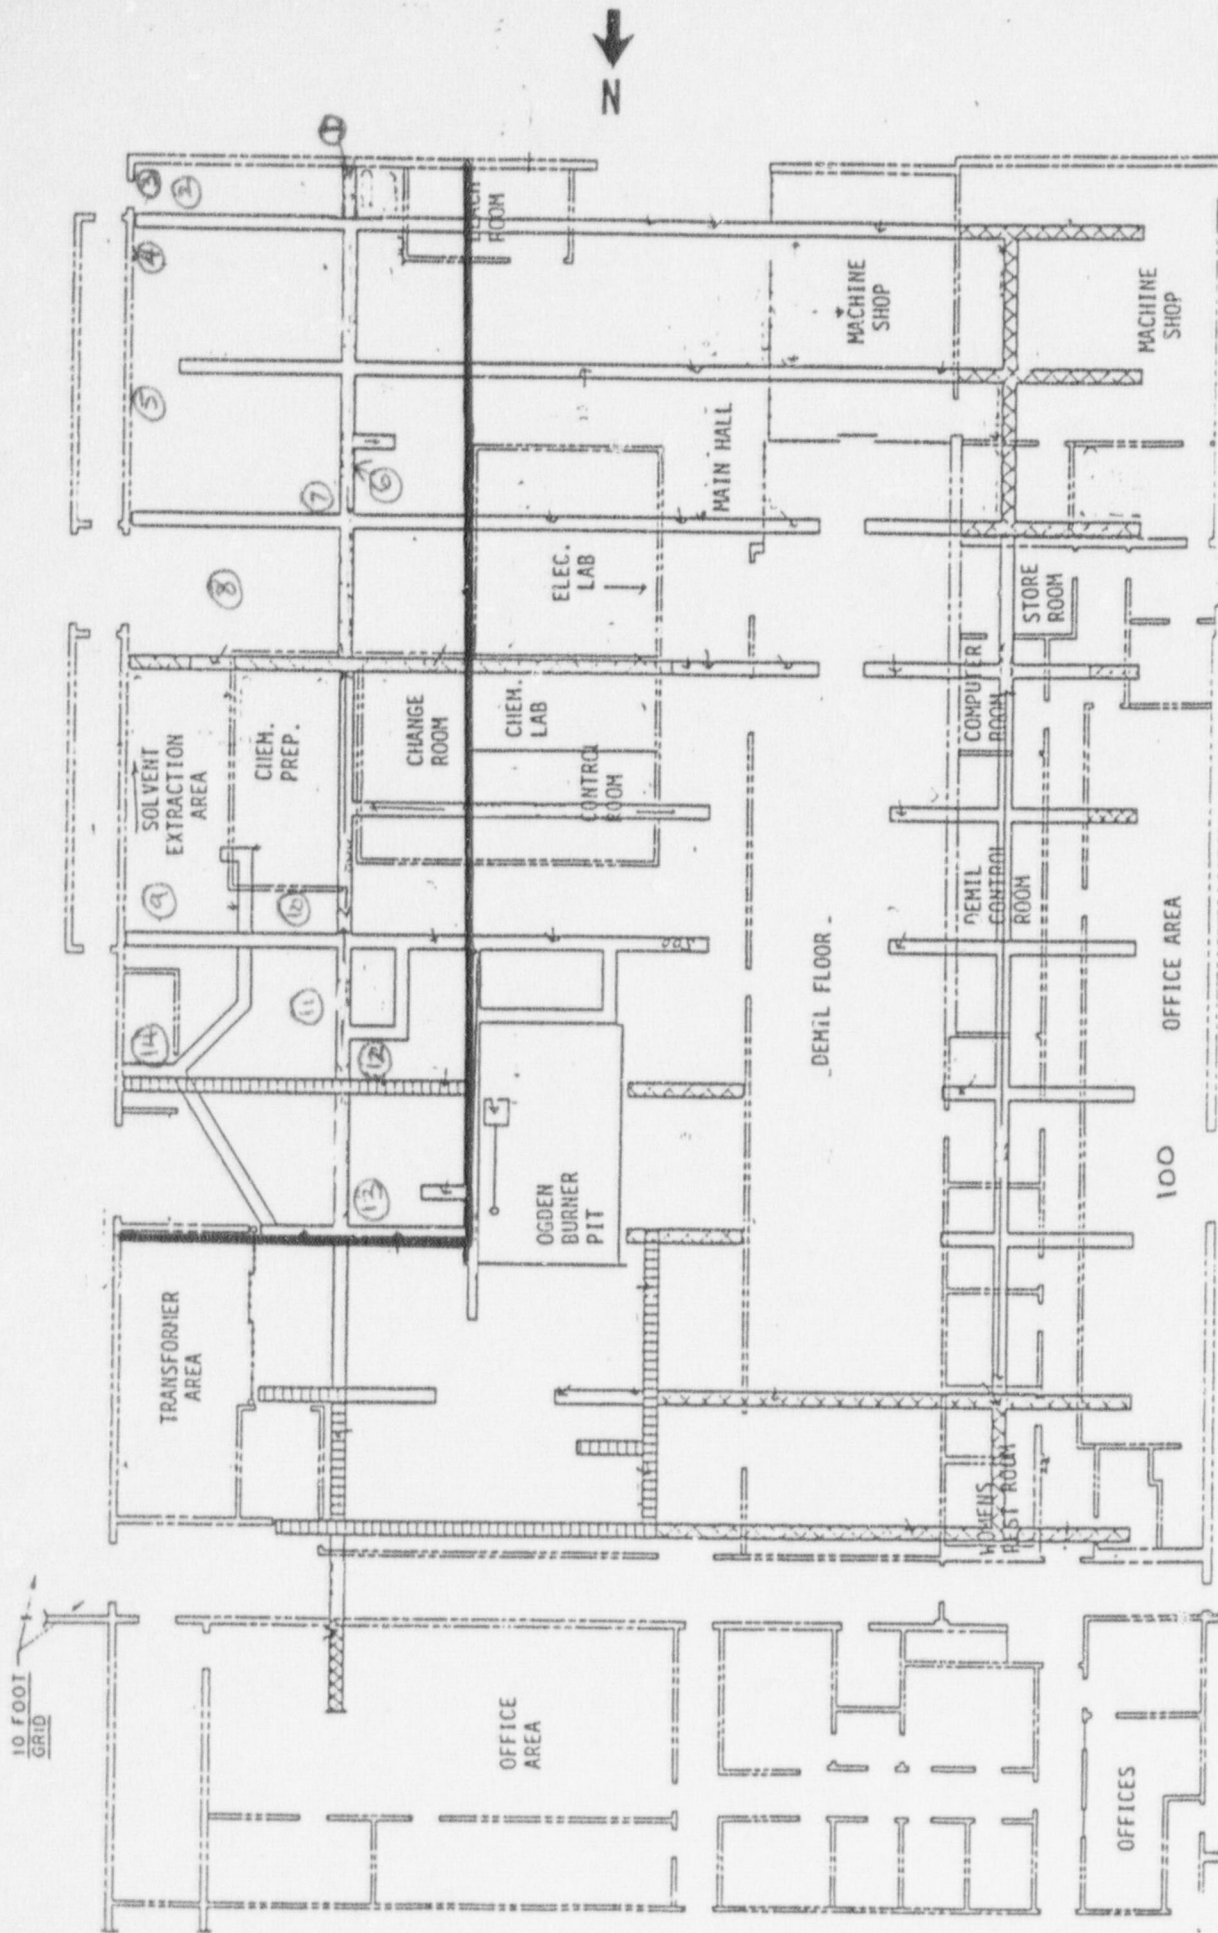 N
1
3
2
LEACH
ROOM
4
MACHINE
SHOP
MACHINE
SHOP
5
MAIN HALL
6
7
ELEC.
LAB
8
STORE
ROOM
SOLVENT
EXTRACTION
AREA
CHEM.
PREP.
CHANGE
ROOM
CHEM.
LAB
CONTROL
ROOM
COMPUTER
ROOM
9
10
DEMIL
CONTROL
ROOM
DEMIL FLOOR
OFFICE AREA
11
14
12
13
OGDEN
BURNER
PIT
100
TRANSFORMER
AREA
WOMENS
REST ROOM
10 FOOT
GRID
OFFICE
AREA
OFFICES